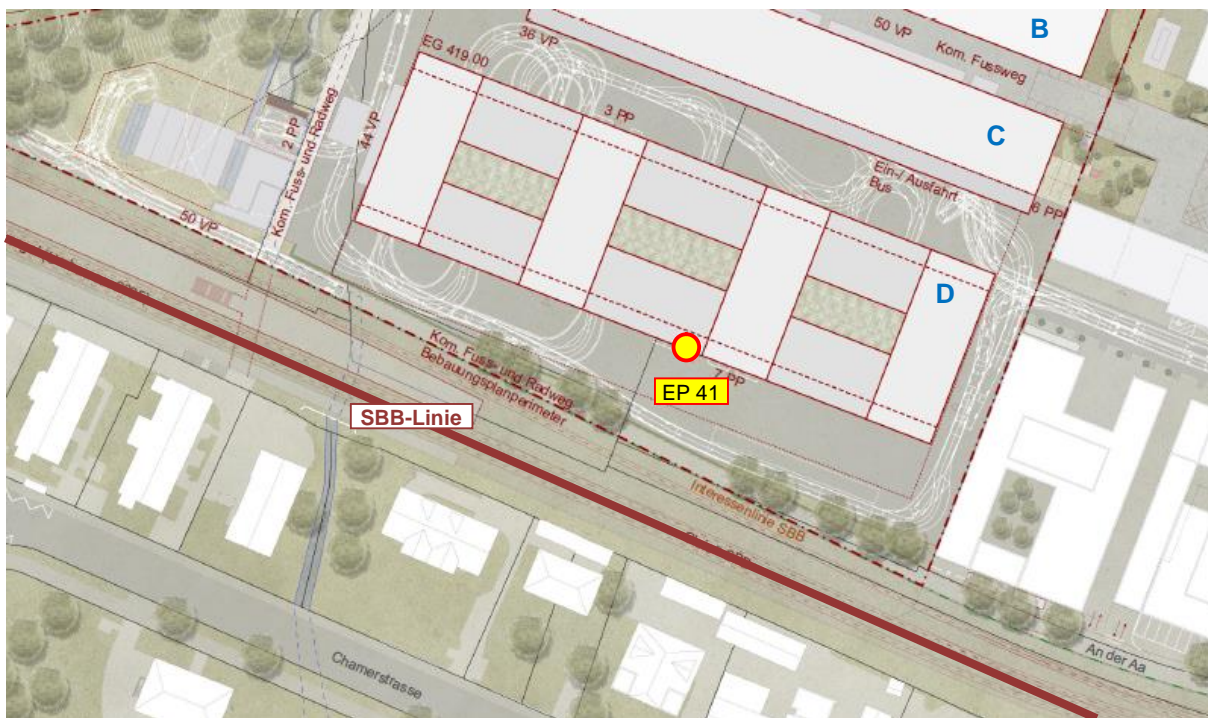 B
50 VP
Kom. Fussweg
36 VP
EG 419.00
3 PP
C
44 VP
2 PP
Kom. Fuss- und Radweg
Ein-/ Ausfahrt
Bus
6 PP
50 VP
D
7 PP
EP 41
Kom. Fuss- und Radweg
Bebauungsplanperimeter
SBB-Linie
Interessenlinie SBB
An der Aa
Chamerstrasse